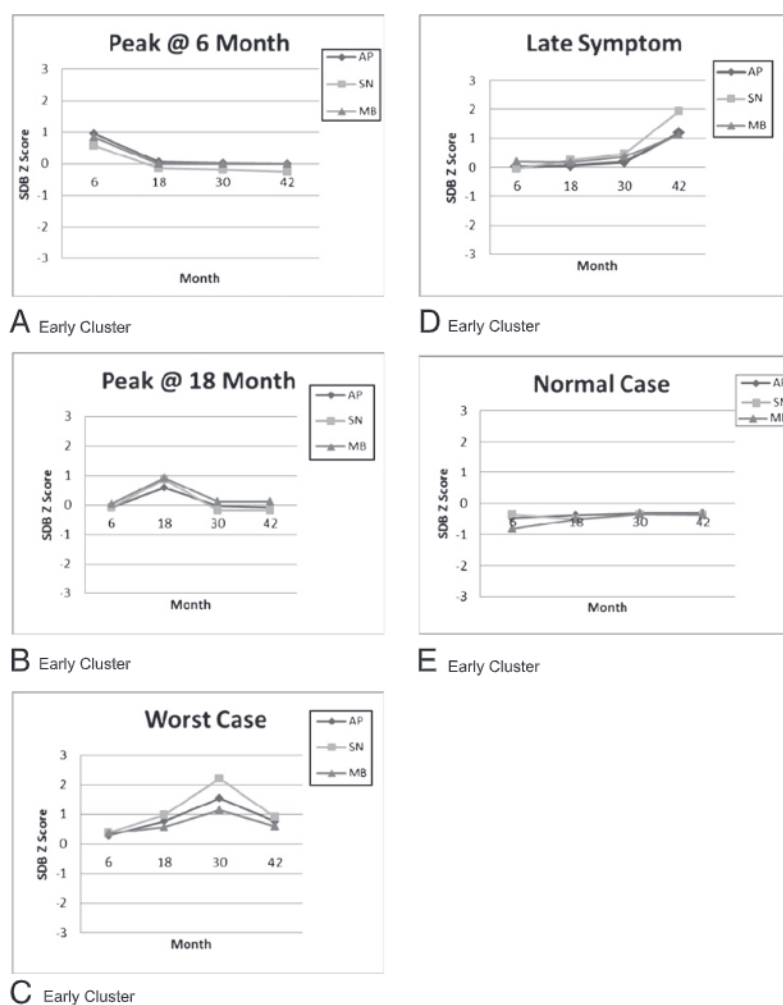 Peak @ 6 Month
AP
SN
MB
3
2
1
0
-1
-2
-3
6 18 30 42
SDB Z Score
Month
A Early Cluster
Late Symptom
AP
SN
MB
3
2
1
0
-1
-2
-3
6 18 30 42
SDB Z Score
Month
D Early Cluster
Peak @ 18 Month
AP
SN
MB
3
2
1
0
-1
-2
-3
6 18 30 42
SDB Z Score
Month
B Early Cluster
Normal Case
AP
SN
MB
3
2
1
0
-1
-2
-3
6 18 30 42
SDB Z Score
Month
E Early Cluster
Worst Case
AP
SN
MB
3
2
1
0
-1
-2
-3
6 18 30 42
SDB Z Score
Month
C Early Cluster